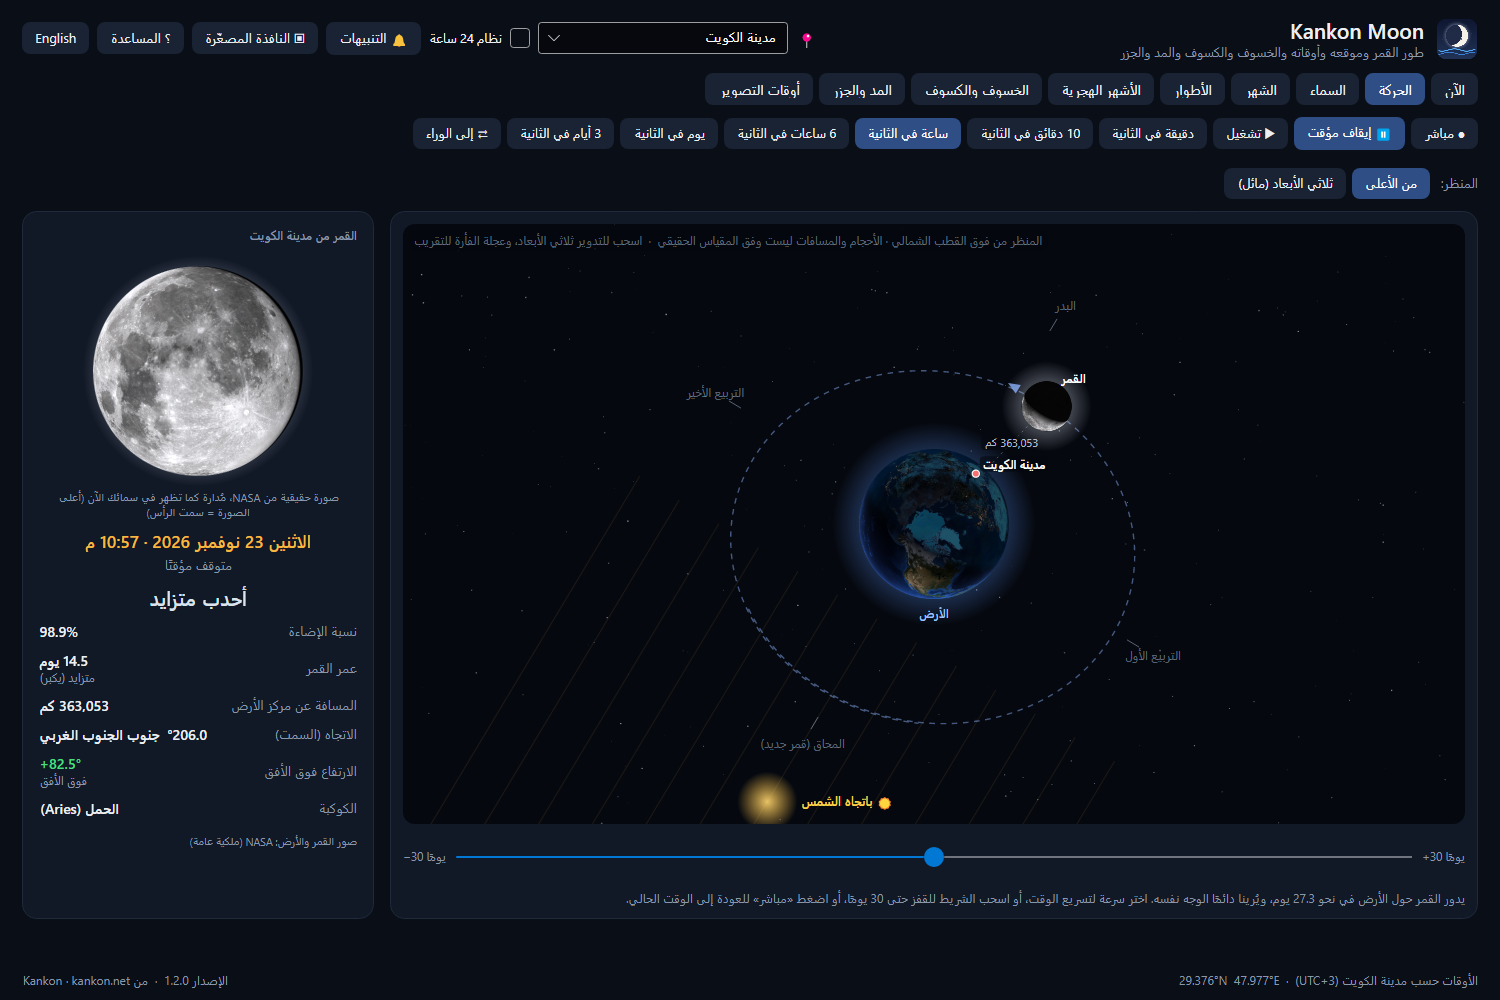 Kankon Moon
طور القمر وموقعه وأوقاته والخسوف والكسوف والمد والجزر
مدينة الكويت
نظام 24 ساعة
التنبيهات
النافذة المصغّرة
؟ المساعدة
English
الآن
الحركة
السماء
الشهر
الأطوار
الأشهر الهجرية
الخسوف والكسوف
المد والجزر
أوقات التصوير
● مباشر
إيقاف مؤقت
▶ تشغيل
دقيقة في الثانية
10 دقائق في الثانية
ساعة في الثانية
6 ساعات في الثانية
يوم في الثانية
3 أيام في الثانية
⇄ إلى الوراء
المنظر:
من الأعلى
ثلاثي الأبعاد (مائل)
المنظر من فوق القطب الشمالي · الأحجام والمسافات ليست وفق المقياس الحقيقي · اسحب للتدوير ثلاثي الأبعاد، وعجلة الفأرة للتقريب
البدر
القمر
التربيع الأخير
363,053 كم
مدينة الكويت
الأرض
التربيع الأول
المحاق (قمر جديد)
باتجاه الشمس
+30 يومًا
−30 يومًا
يدور القمر حول الأرض في نحو 27.3 يوم، ويُرينا دائمًا الوجه نفسه. اختر سرعة لتسريع الوقت، أو اسحب الشريط للقفز حتى 30 يومًا، أو اضغط «مباشر» للعودة إلى الوقت الحالي.
القمر من مدينة الكويت
صورة حقيقية من NASA، مُدارة كما تظهر في سمائك الآن (أعلى
الصورة = سمت الرأس)
الاثنين 23 نوفمبر 2026 · 10:57 م
متوقف مؤقتًا
أحدب متزايد
نسبة الإضاءة 98.9%
عمر القمر 14.5 يوم
متزايد (يكبر)
المسافة عن مركز الأرض 363,053 كم
الاتجاه (السمت) 206.0° جنوب الجنوب الغربي
الارتفاع فوق الأفق +82.5°
فوق الأفق
الكوكبة الحمل (Aries)
صور القمر والأرض: NASA (ملكية عامة)
الأوقات حسب مدينة الكويت (UTC+3) · 29.376°N 47.977°E
الإصدار 1.2.0 · من Kankon · kankon.net